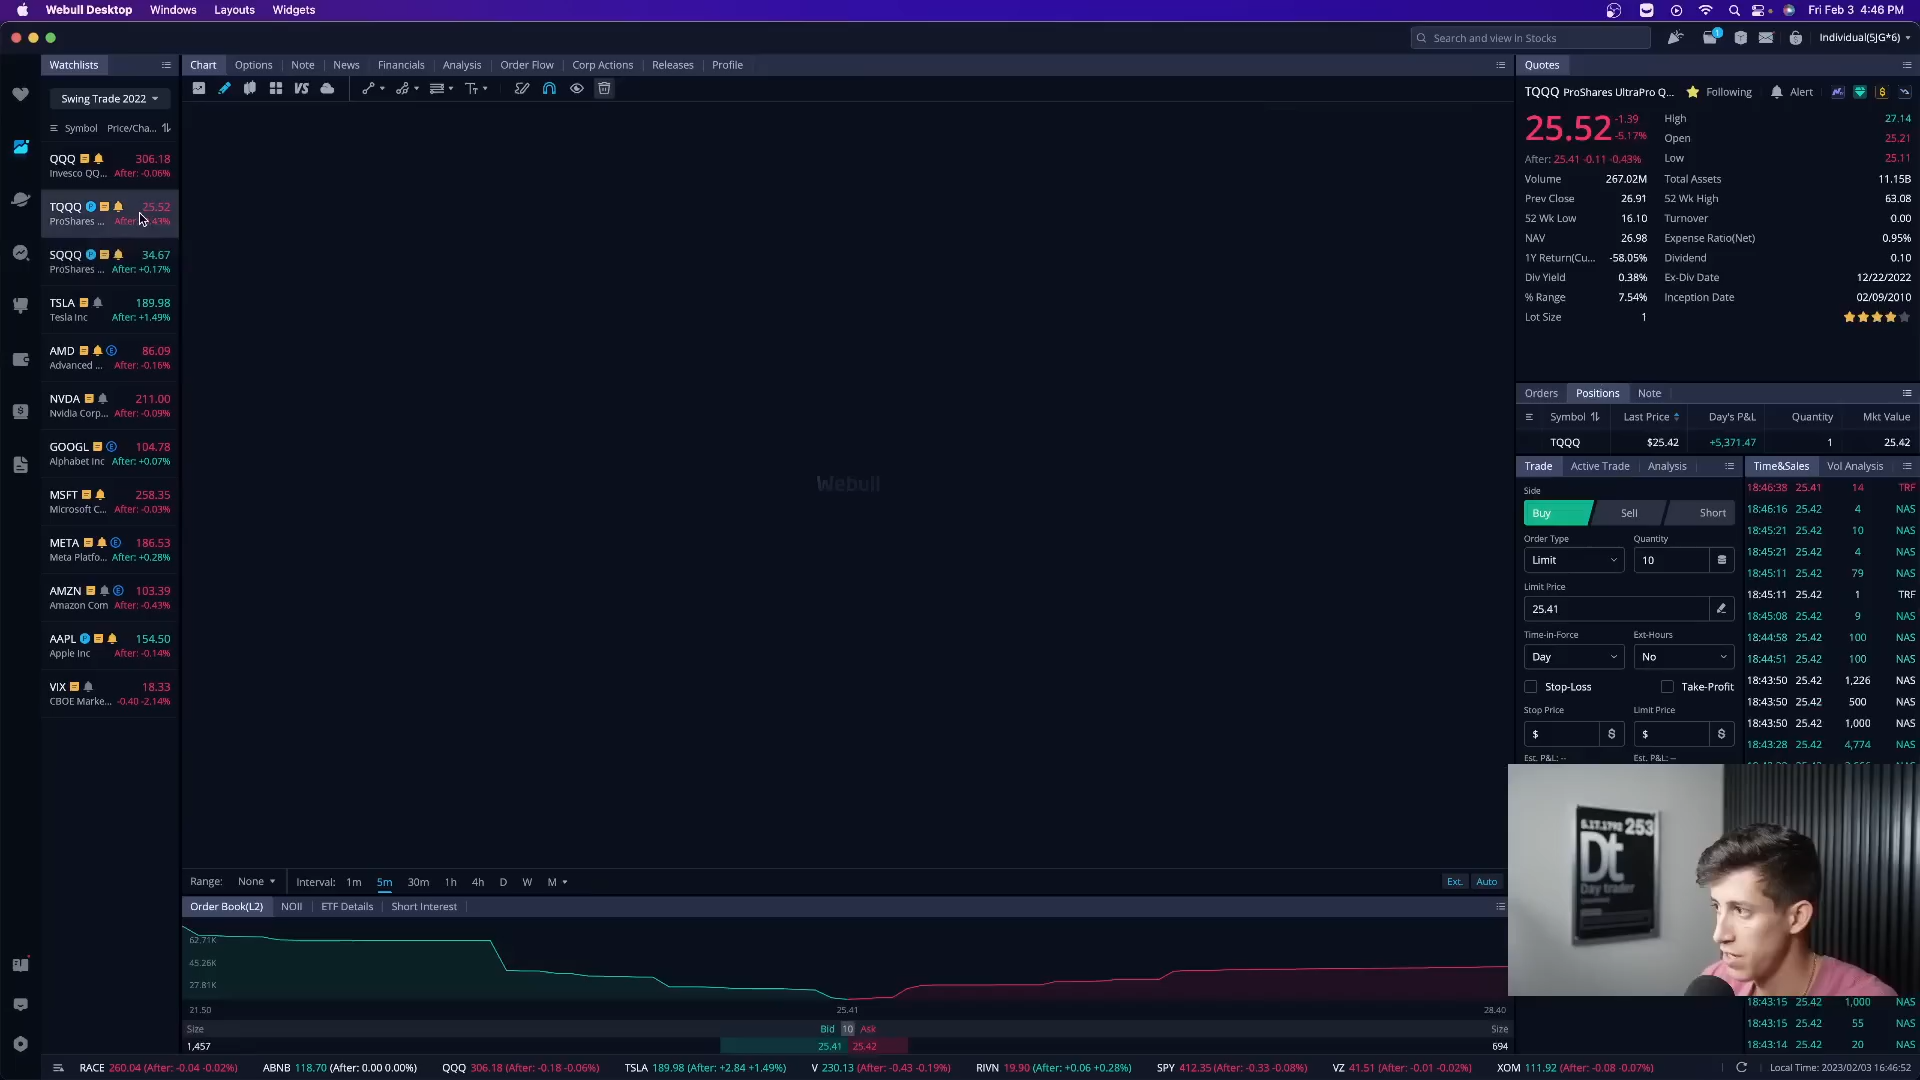 Webull Desktop Windows Layouts Widgets
Fri Feb 3 4:46 PM
Search and view in Stocks
1
Individual(5JG*6)
Watchlists
Swing Trade 2022
Symbol Price/Cha...
QQQ 306.18
Invesco QQ... After: -0.06%
TQQQ P 25.52
ProShares ... After:
SQQQ P 34.67
ProShares ... After: +0.17%
TSLA 189.98
Tesla Inc After: +1.49%
AMD E 86.09
Advanced ... After: -0.16%
NVDA 211.00
Nvidia Corp... After: -0.09%
GOOGL E 104.78
Alphabet Inc After: +0.07%
MSFT 258.35
Microsoft C... After: -0.03%
META E 186.53
Meta Platfo... After: +0.28%
AMZN E 103.39
Amazon Com After: -0.43%
AAPL P 154.50
Apple Inc After: -0.14%
VIX 18.33
CBOE Marke... -0.40 -2.14%
Chart Options Note News Financials Analysis Order Flow Corp Actions Releases Profile
VS
Webull
Range: None Interval: 1m 5m 30m 1h 4h D W M
Ext. Auto
Order Book(L2) NOII ETF Details Short Interest
62.71K
45.26K
27.81K
21.50 25.41 28.40
Size Bid 10 Ask Size
1,457 25.41 25.42 694
Quotes
TQQQ ProShares UltraPro Q... Following Alert
25.52 -1.39
-5.17%
After: 25.41 -0.11 -0.43%
High 27.14
Open 25.21
Low 25.11
Volume 267.02M Total Assets 11.15B
Prev Close 26.91 52 Wk High 63.08
52 Wk Low 16.10 Turnover 0.00
NAV 26.98 Expense Ratio(Net) 0.95%
1Y Return(Cu... -58.05% Dividend 0.10
Div Yield 0.38% Ex-Div Date 12/22/2022
% Range 7.54% Inception Date 02/09/2010
Lot Size 1
Orders Positions Note
Symbol Last Price Day's P&L Quantity Mkt Value
TQQQ $25.42 +5,371.47 1 25.42
Trade Active Trade Analysis
Side
Buy Sell Short
Order Type Quantity
Limit 10
Limit Price
25.41
Time-in-Force Ext-Hours
Day No
Stop-Loss Take-Profit
Stop Price Limit Price
$ $ $ $
Est. P&L: -- Est. P&L: --
Time&Sales Vol Analysis
18:46:38 25.41 14 TRF
18:46:16 25.42 4 NAS
18:45:21 25.42 10 NAS
18:45:21 25.42 4 NAS
18:45:11 25.42 79 NAS
18:45:11 25.42 1 TRF
18:45:08 25.42 9 NAS
18:44:58 25.42 100 NAS
18:44:51 25.42 100 NAS
18:43:50 25.42 1,226 NAS
18:43:50 25.42 500 NAS
18:43:50 25.42 1,000 NAS
18:43:28 25.42 4,774 NAS
5.17.1792 253
Dt
Day trader
18:43:15 25.42 1,000 NAS
18:43:15 25.42 55 NAS
18:43:14 25.42 20 NAS
RACE 260.04 (After: -0.04 -0.02%) ABNB 118.70 (After: 0.00 0.00%) QQQ 306.18 (After: -0.18 -0.06%) TSLA 189.98 (After: +2.84 +1.49%) V 230.13 (After: -0.43 -0.19%) RIVN 19.90 (After: +0.06 +0.28%) SPY 412.35 (After: -0.33 -0.08%) VZ 41.51 (After: -0.01 -0.02%) XOM 111.92 (After: -0.08 -0.07%) Local Time: 2023/02/03 16:46:52